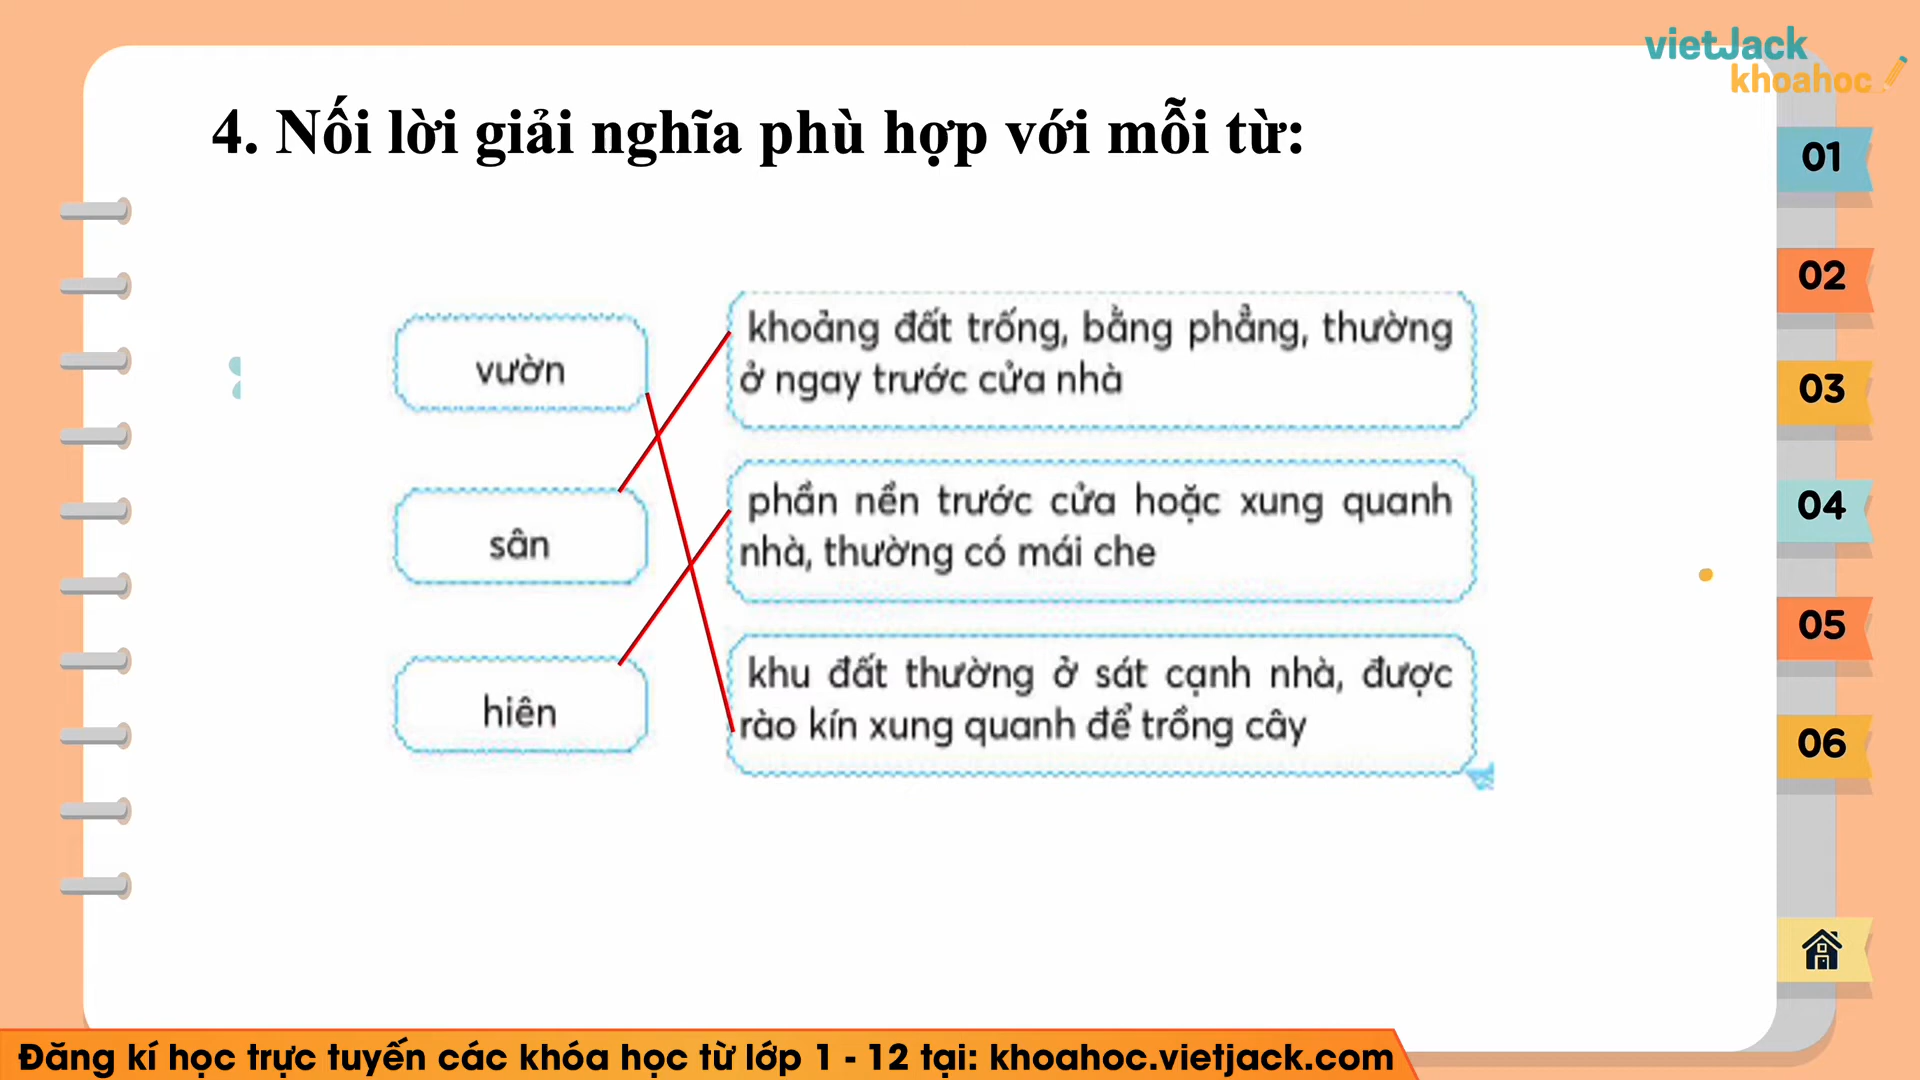 vietJack
khoahoc
4. Nối lời giải nghĩa phù hợp với mỗi từ:
01
02
03
04
05
06
vườn
khoảng đất trống, bằng phẳng, thường
ở ngay trước cửa nhà
sân
phần nền trước cửa hoặc xung quanh
nhà, thường có mái che
hiên
khu đất thường ở sát cạnh nhà, được
rào kín xung quanh để trồng cây
Đăng kí học trực tuyến các khóa học từ lớp 1 - 12 tại: khoahoc.vietjack.com